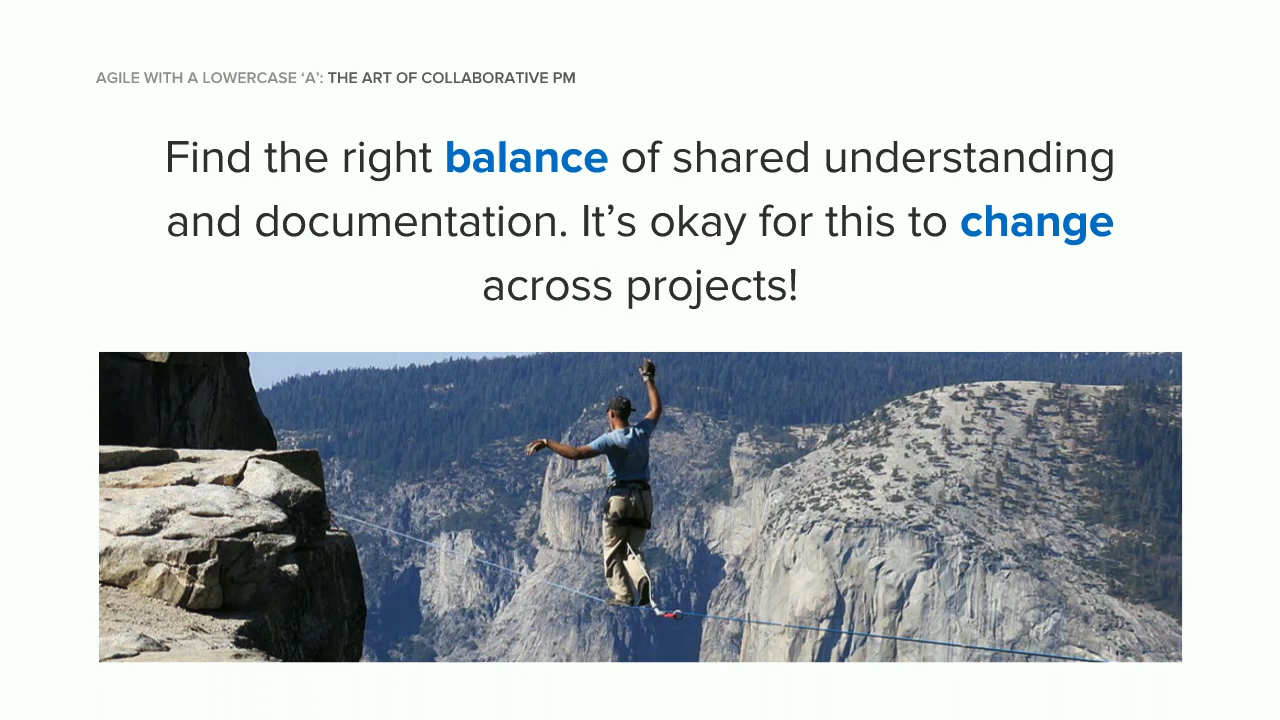 AGILE WITH A LOWERCASE ‘A’: THE ART OF COLLABORATIVE PM
Find the right balance of shared understanding
and documentation. It’s okay for this to change
across projects!